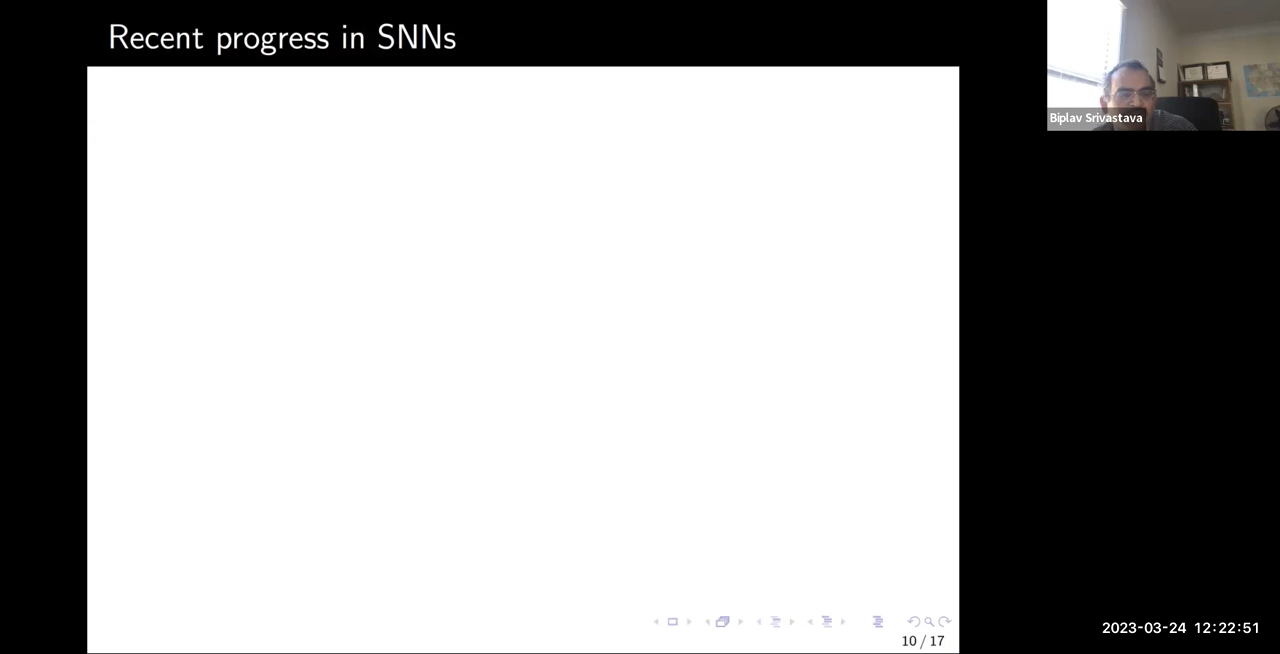 Recent progress in SNNs
Biplav Srivastava
10 / 17
2023-03-24 12:22:51